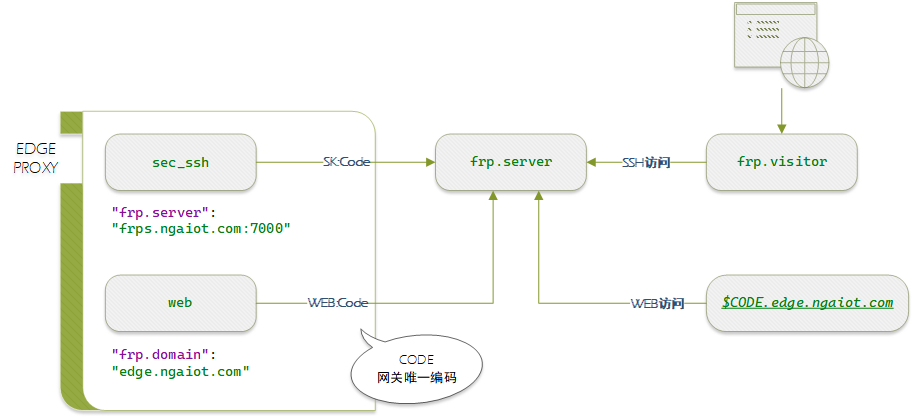 EDGE
PROXY
sec_ssh
SK:Code
frp.server
SSH访问
frp.visitor
"frp.server":
"frps.ngaiot.com:7000"
web
WEB:Code
WEB访问
$CODE.edge.ngaiot.com
"frp.domain":
"edge.ngaiot.com"
CODE
网关唯一编码